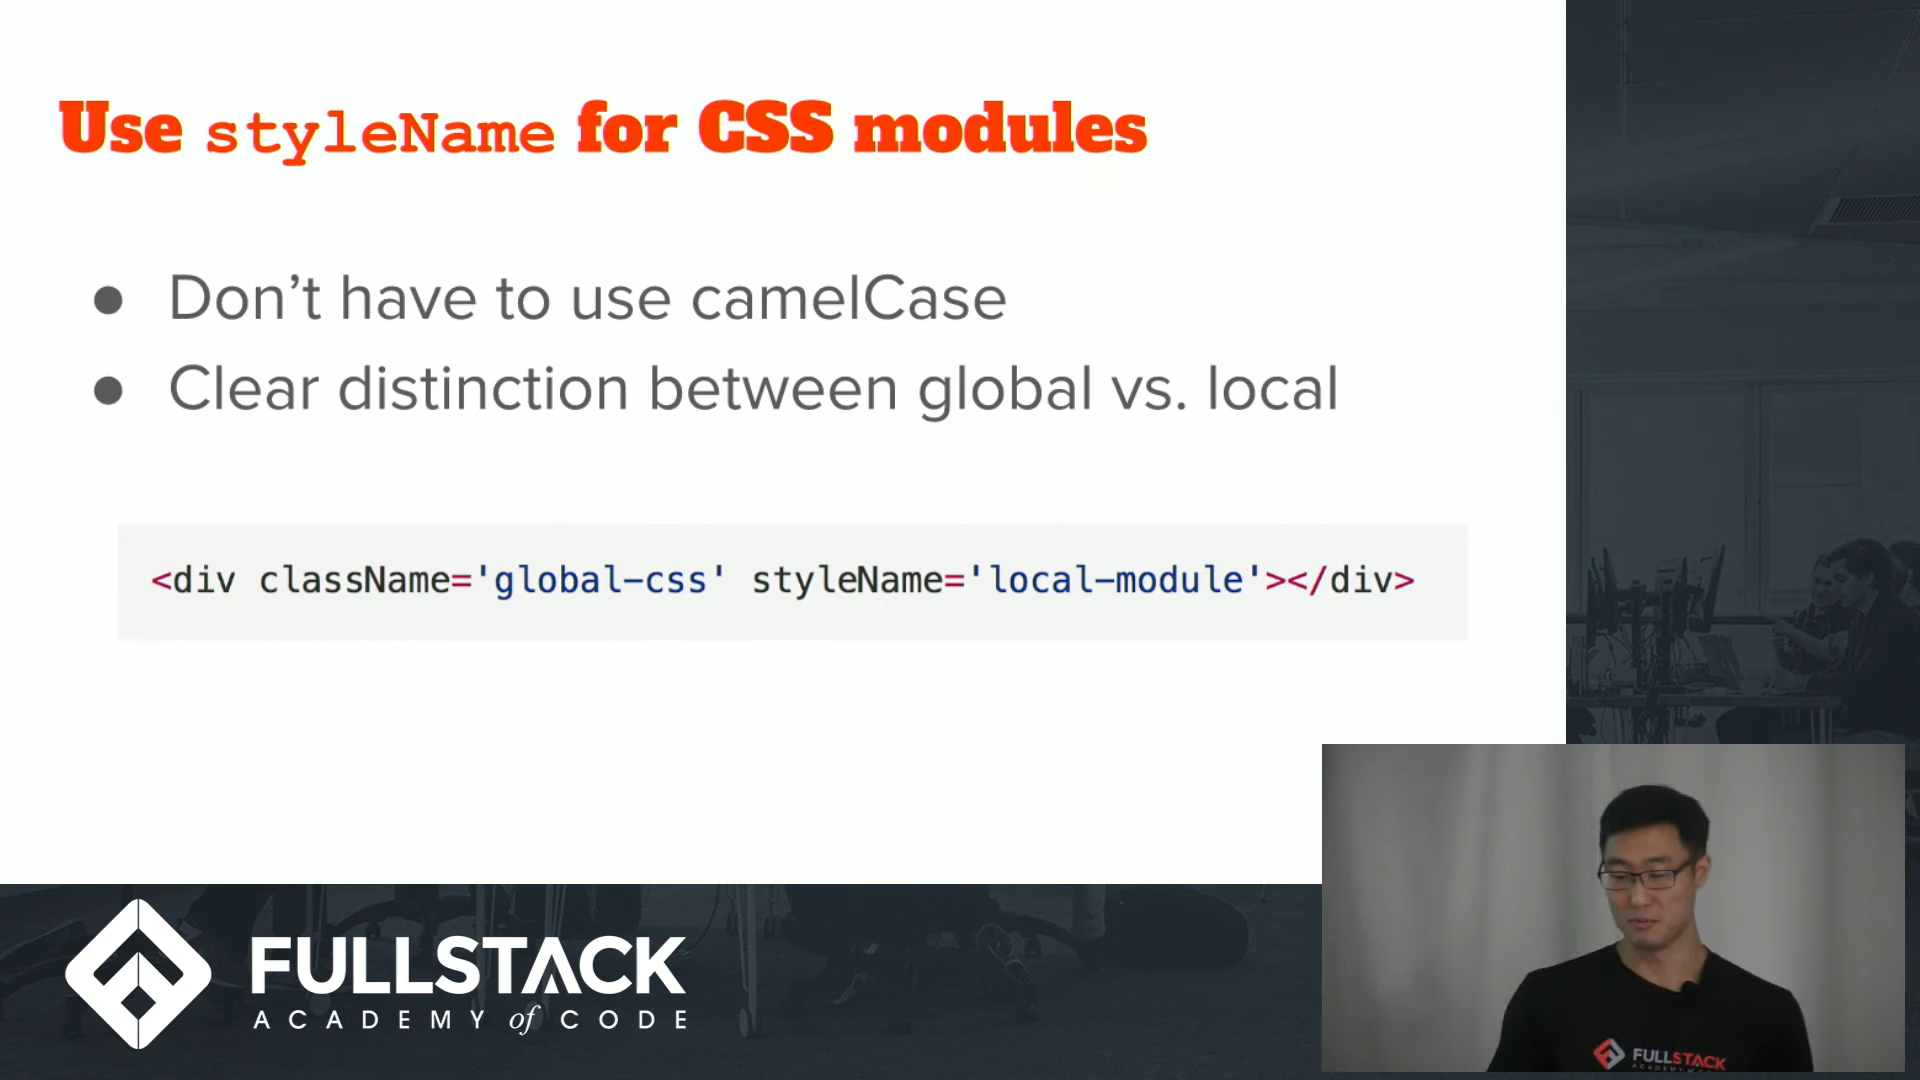 Use styleName for CSS modules
● Don’t have to use camelCase
● Clear distinction between global vs. local
<div className='global-css' styleName='local-module'></div>
FULLSTACK
ACADEMY of CODE
FULLSTACK